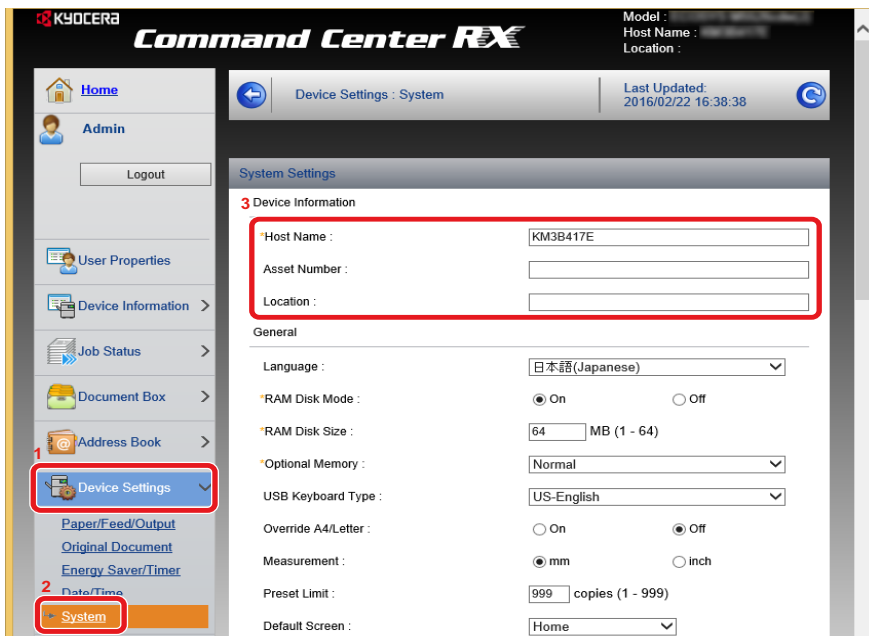 KYOCERA
Command Center RX
Model :
Host Name :
Location :
Home
Admin
Logout
User Properties
Device Information
Job Status
Document Box
Address Book
1
Device Settings
Paper/Feed/Output
Original Document
Energy Saver/Timer
2
Date/Time
System
Device Settings : System
Last Updated:
2016/02/22 16:38:38
System Settings
3 Device Information
*Host Name : KM3B417E
Asset Number :
Location :
General
Language : 日本語(Japanese)
*RAM Disk Mode : On Off
*RAM Disk Size : 64 MB (1 - 64)
*Optional Memory : Normal
USB Keyboard Type : US-English
Override A4/Letter : On Off
Measurement : mm inch
Preset Limit : 999 copies (1 - 999)
Default Screen : Home